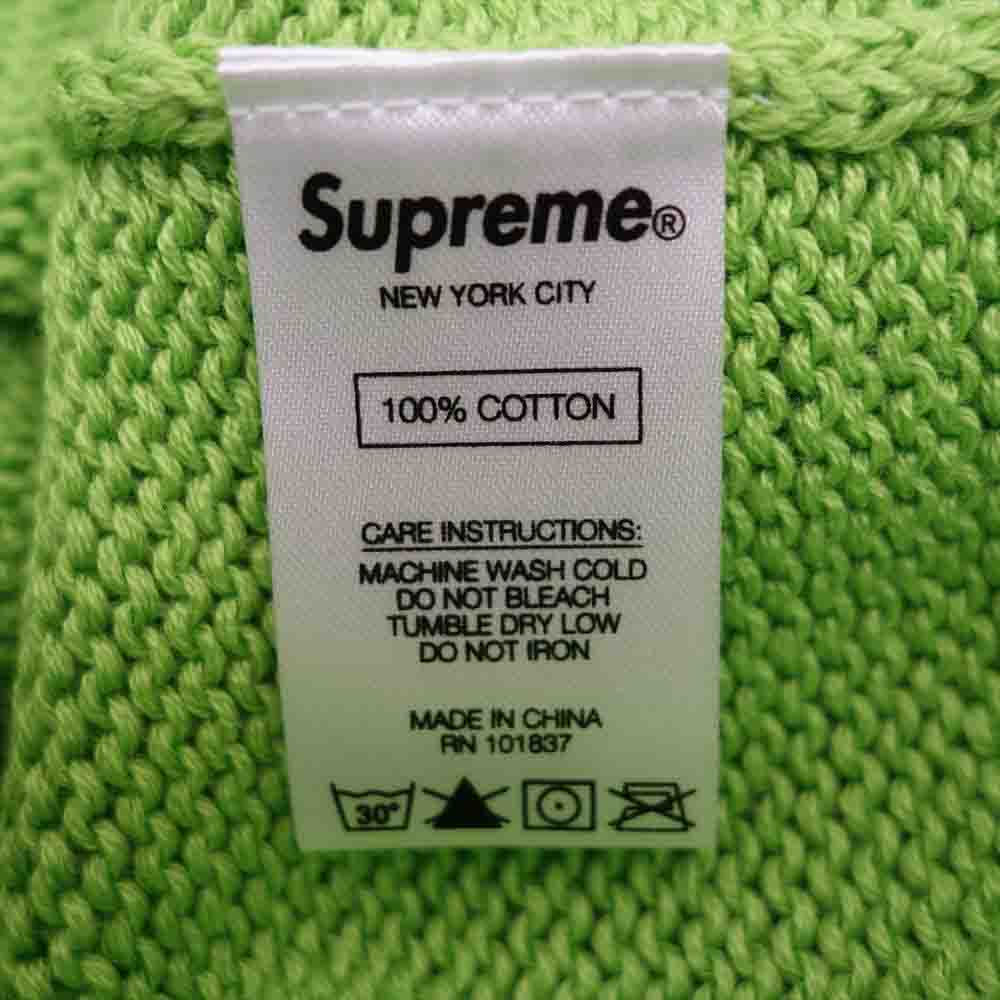 Supreme®
NEW YORK CITY
100% COTTON
CARE INSTRUCTIONS:
MACHINE WASH COLD
DO NOT BLEACH
TUMBLE DRY LOW
DO NOT IRON
MADE IN CHINA
RN 101837
30°